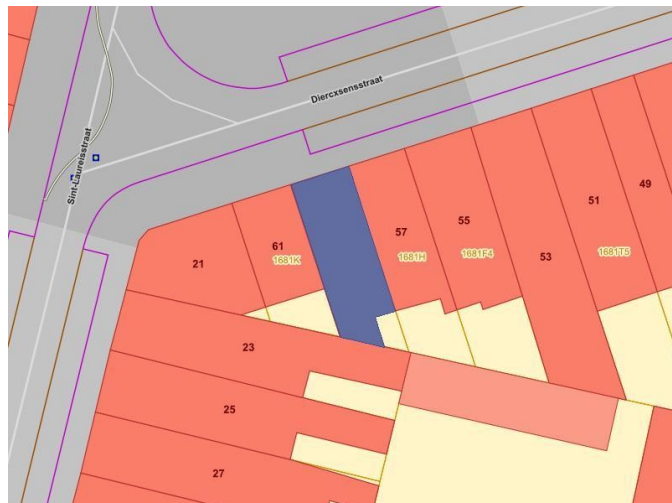 Diercxsensstraat
Sint-Laureisstraat
49
51
1681T5
55
1681F4
53
57
1681H
61
1681K
21
23
25
27